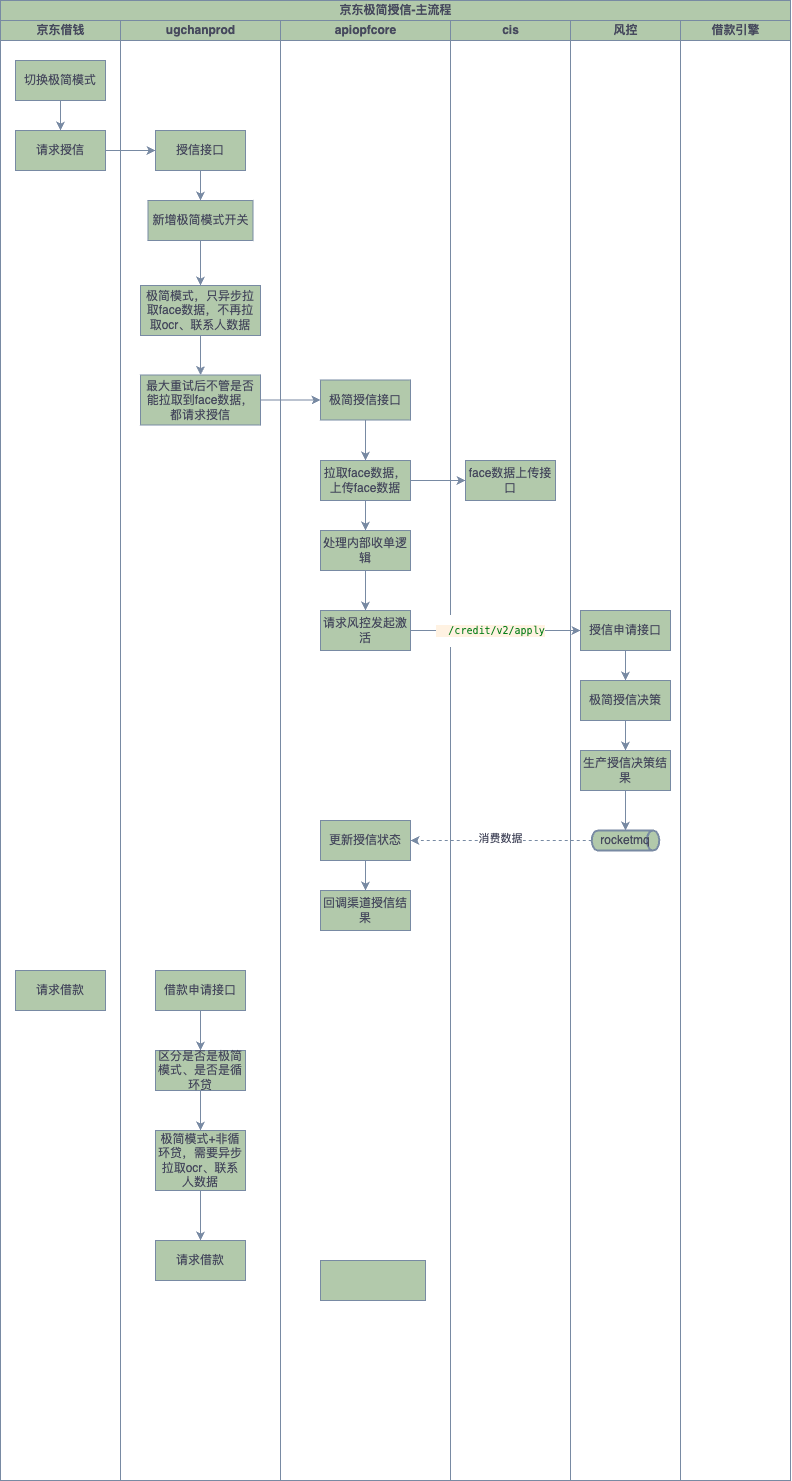 京东极简授信-主流程
京东借钱
ugchanprod
apiopfcore
cis
风控
借款引擎
切换极简模式
请求授信
授信接口
新增极简模式开关
极简模式，只异步拉
取face数据，不再拉
取ocr、联系人数据
最大重试后不管是否
能拉取到face数据，
都请求授信
极简授信接口
拉取face数据，
上传face数据
face数据上传接
口
处理内部收单逻
辑
请求风控发起激
活
/credit/v2/apply
授信申请接口
极简授信决策
生产授信决策结
果
rocketmq
消费数据
更新授信状态
回调渠道授信结
果
请求借款
借款申请接口
区分是否是极简
模式、是否是循
环贷
极简模式+非循
环贷，需要异步
拉取ocr、联系
人数据
请求借款